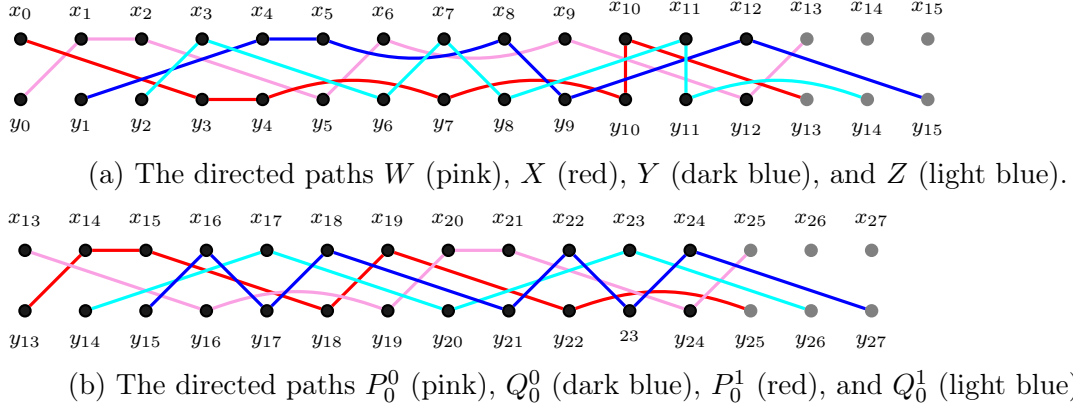 x₀ x₁ x₂ x₃ x₄ x₅ x₆ x₇ x₈ x₉ x₁₀ x₁₁ x₁₂ x₁₃ x₁₄ x₁₅
y₀ y₁ y₂ y₃ y₄ y₅ y₆ y₇ y₈ y₉ y₁₀ y₁₁ y₁₂ y₁₃ y₁₄ y₁₅
(a) The directed paths W (pink), X (red), Y (dark blue), and Z (light blue).
x₁₃ x₁₄ x₁₅ x₁₆ x₁₇ x₁₈ x₁₉ x₂₀ x₂₁ x₂₂ x₂₃ x₂₄ x₂₅ x₂₆ x₂₇
y₁₃ y₁₄ y₁₅ y₁₆ y₁₇ y₁₈ y₁₉ y₂₀ y₂₁ y₂₂ ₂₃ y₂₄ y₂₅ y₂₆ y₂₇
(b) The directed paths P₀⁰ (pink), Q₀⁰ (dark blue), P₀¹ (red), and Q₀¹ (light blue)